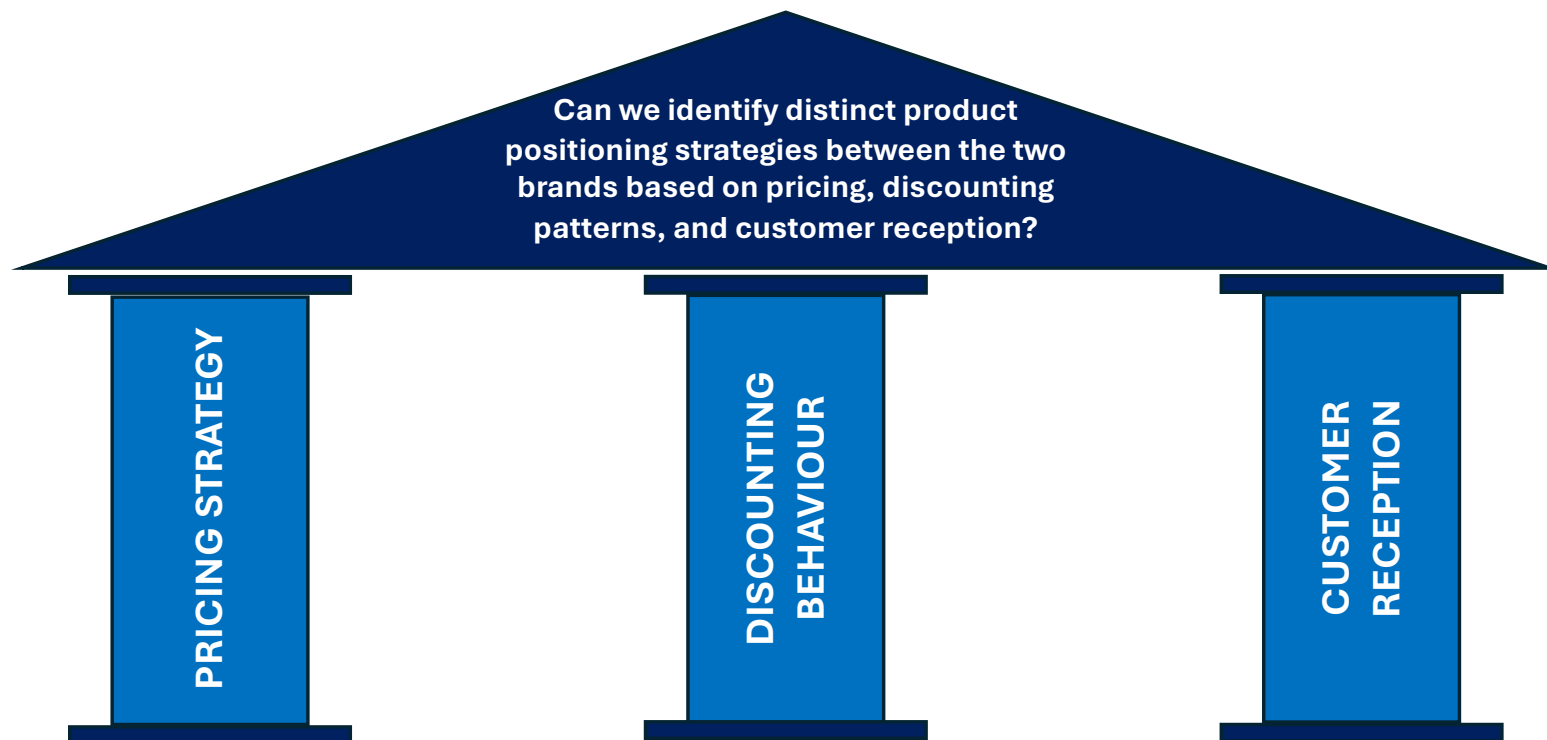 Can we identify distinct product
positioning strategies between the two
brands based on pricing, discounting
patterns, and customer reception?
PRICING STRATEGY
DISCOUNTING
BEHAVIOUR
CUSTOMER
RECEPTION